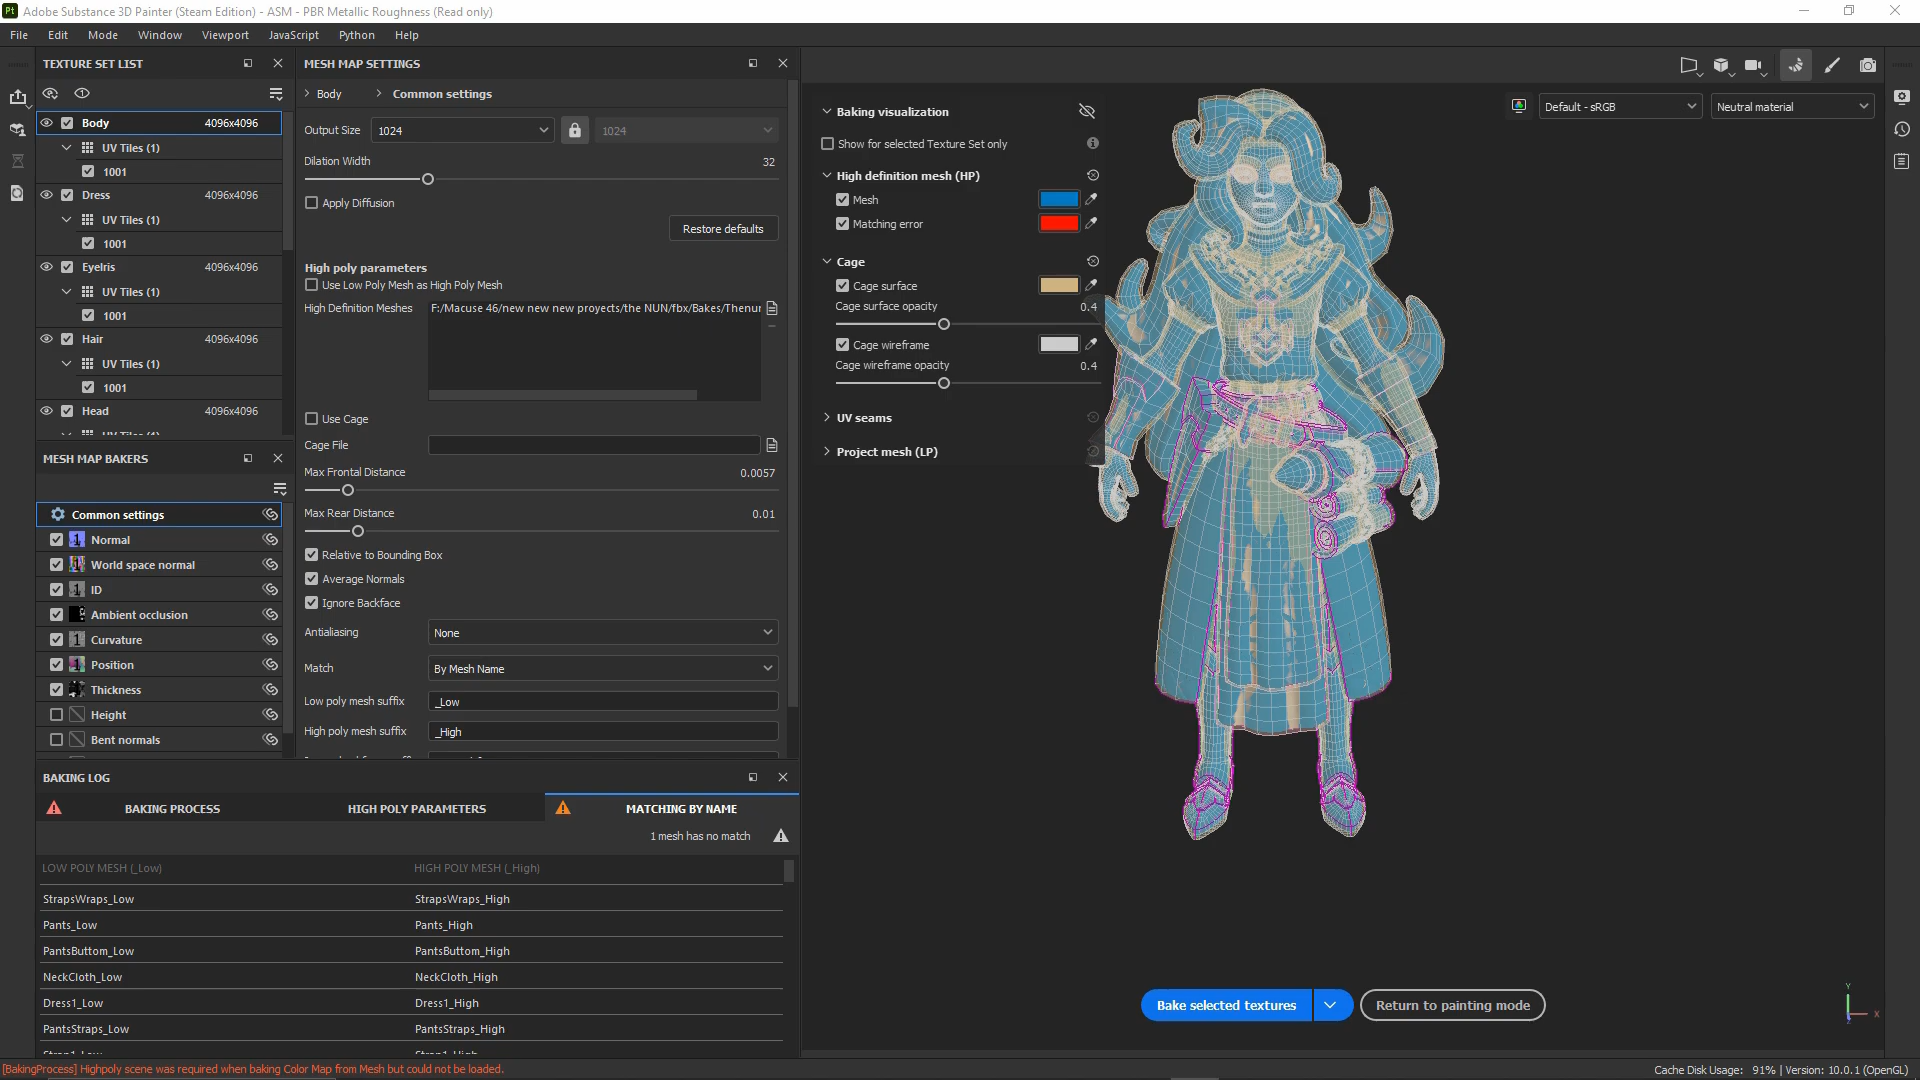 Adobe Substance 3D Painter (Steam Edition) - ASM - PBR Metallic Roughness (Read only)
File Edit Mode Window Viewport JavaScript Python Help
TEXTURE SET LIST
Body 4096x4096
UV Tiles (1)
1001
Dress 4096x4096
UV Tiles (1)
1001
EyeIris 4096x4096
UV Tiles (1)
1001
Hair 4096x4096
UV Tiles (1)
1001
Head 4096x4096
MESH MAP BAKERS
Common settings
Normal
World space normal
ID
Ambient occlusion
Curvature
Position
Thickness
Height
Bent normals
MESH MAP SETTINGS
Body Common settings
Output Size 1024 1024
Dilation Width 32
Apply Diffusion
Restore defaults
High poly parameters
Use Low Poly Mesh as High Poly Mesh
High Definition Meshes F:/Macuse 46/new new new proyects/the NUN/fbx/Bakes/Thenun
Use Cage
Cage File
Max Frontal Distance 0.0057
Max Rear Distance 0.01
Relative to Bounding Box
Average Normals
Ignore Backface
Antialiasing None
Match By Mesh Name
Low poly mesh suffix _Low
High poly mesh suffix _High
BAKING LOG
BAKING PROCESS HIGH POLY PARAMETERS MATCHING BY NAME
1 mesh has no match
LOW POLY MESH (_Low) HIGH POLY MESH (_High)
StrapsWraps_Low StrapsWraps_High
Pants_Low Pants_High
PantsButtom_Low PantsButtom_High
NeckCloth_Low NeckCloth_High
Dress1_Low Dress1_High
PantsStraps_Low PantsStraps_High
Default - sRGB Neutral material
Baking visualization
Show for selected Texture Set only
High definition mesh (HP)
Mesh
Matching error
Cage
Cage surface
Cage surface opacity 0.4
Cage wireframe
Cage wireframe opacity 0.4
UV seams
Project mesh (LP)
Bake selected textures
Return to painting mode
Y
X
[BakingProcess] Highpoly scene was required when baking Color Map from Mesh but could not be loaded.
Cache Disk Usage: 91% | Version: 10.0.1 (OpenGL)